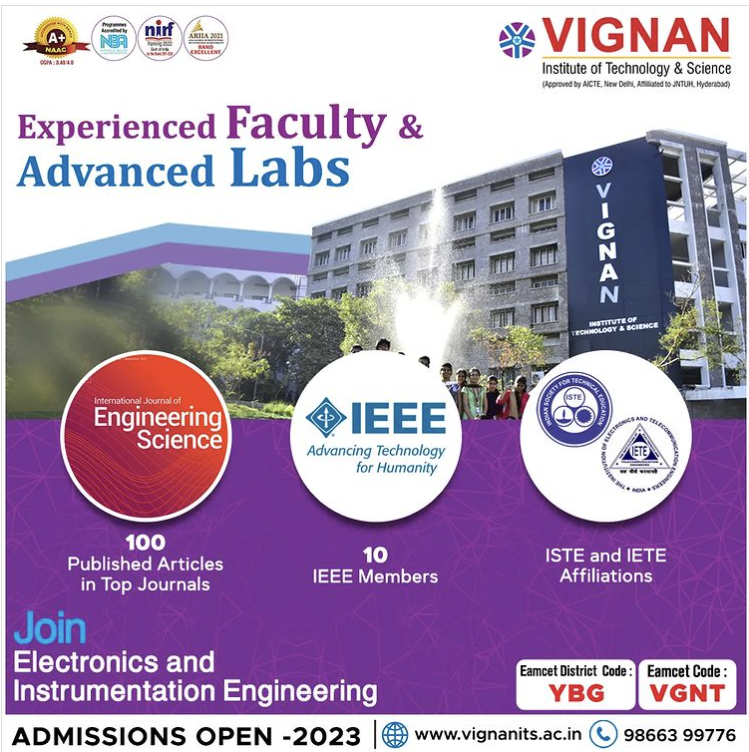 A+
NAAC
CGPA : 3.49/4.0
Programmes
Accredited by
NBA
nirf
Ranking 2022
ARIIA 2021
BAND
EXCELLENT
VIGNAN
Institute of Technology & Science
(Approved by AICTE, New Delhi, Affiliated to JNTUH, Hyderabad)
Experienced Faculty &
Advanced Labs
VIGNAN
INSTITUTE OF
TECHNOLOGY & SCIENCE
International Journal of
Engineering
Science
IEEE
Advancing Technology
for Humanity
INDIAN SOCIETY FOR TECHNICAL EDUCATION
ISTE
THE INSTITUTION OF ELECTRONICS AND TELECOMMUNICATION ENGINEERS
IETE
INDIA
100
Published Articles
in Top Journals
10
IEEE Members
ISTE and IETE
Affiliations
Join
Electronics and
Instrumentation Engineering
Eamcet District Code :
YBG
Eamcet Code :
VGNT
ADMISSIONS OPEN -2023
www.vignanits.ac.in
98663 99776